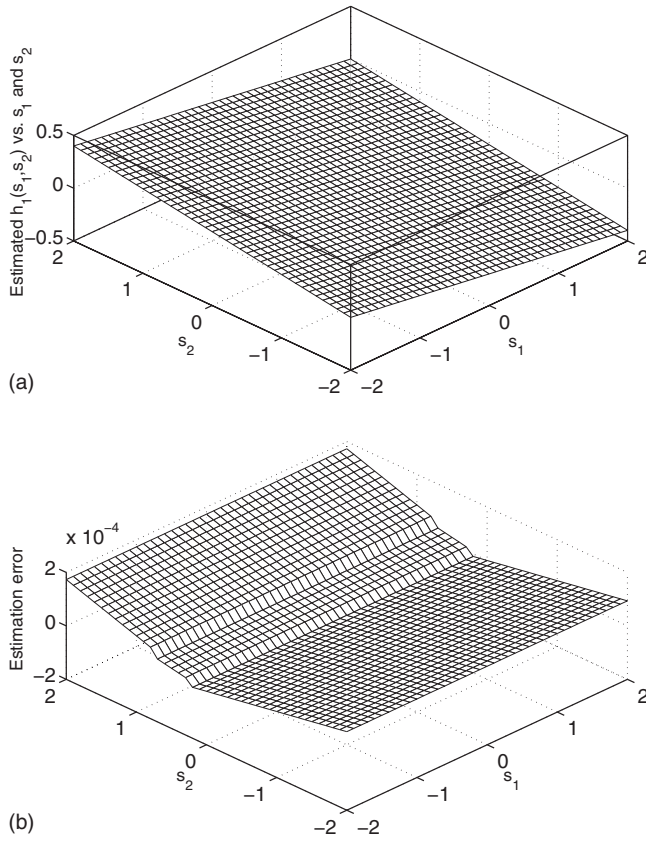 Estimated h₁(s₁,s₂) vs. s₁ and s₂
0.5
0
−0.5
2
1
0
−1
−2
s₂
−2
−1
0
1
2
s₁
(a)
x 10⁻⁴
Estimation error
2
0
−2
2
1
0
−1
−2
s₂
−2
−1
0
1
2
s₁
(b)